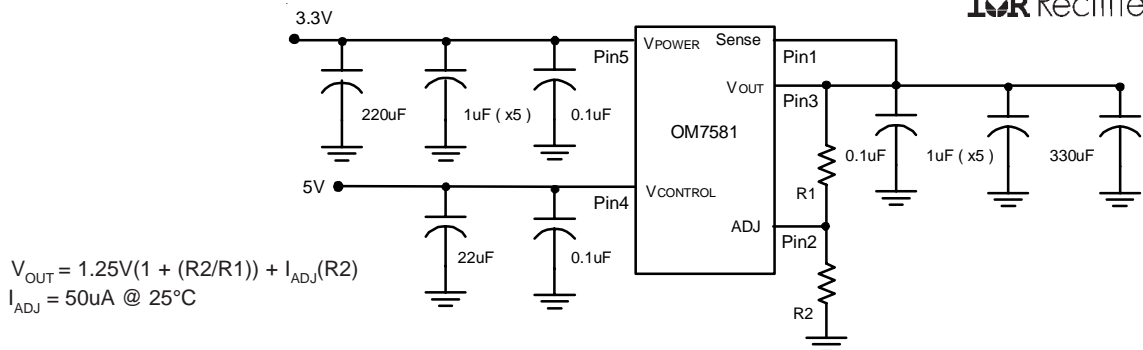 IOR Rectifie
3.3V
Pin5
VPOWER
Sense
Pin1
VOUT
Pin3
220uF
1uF ( x5)
0.1uF
OM7581
0.1uF
1uF ( x5)
330uF
R1
5V
Pin4
VCONTROL
ADJ
Pin2
22uF
0.1uF
R2
VOUT = 1.25V(1 + (R2/R1)) + IADJ(R2)
IADJ = 50uA @ 25°C